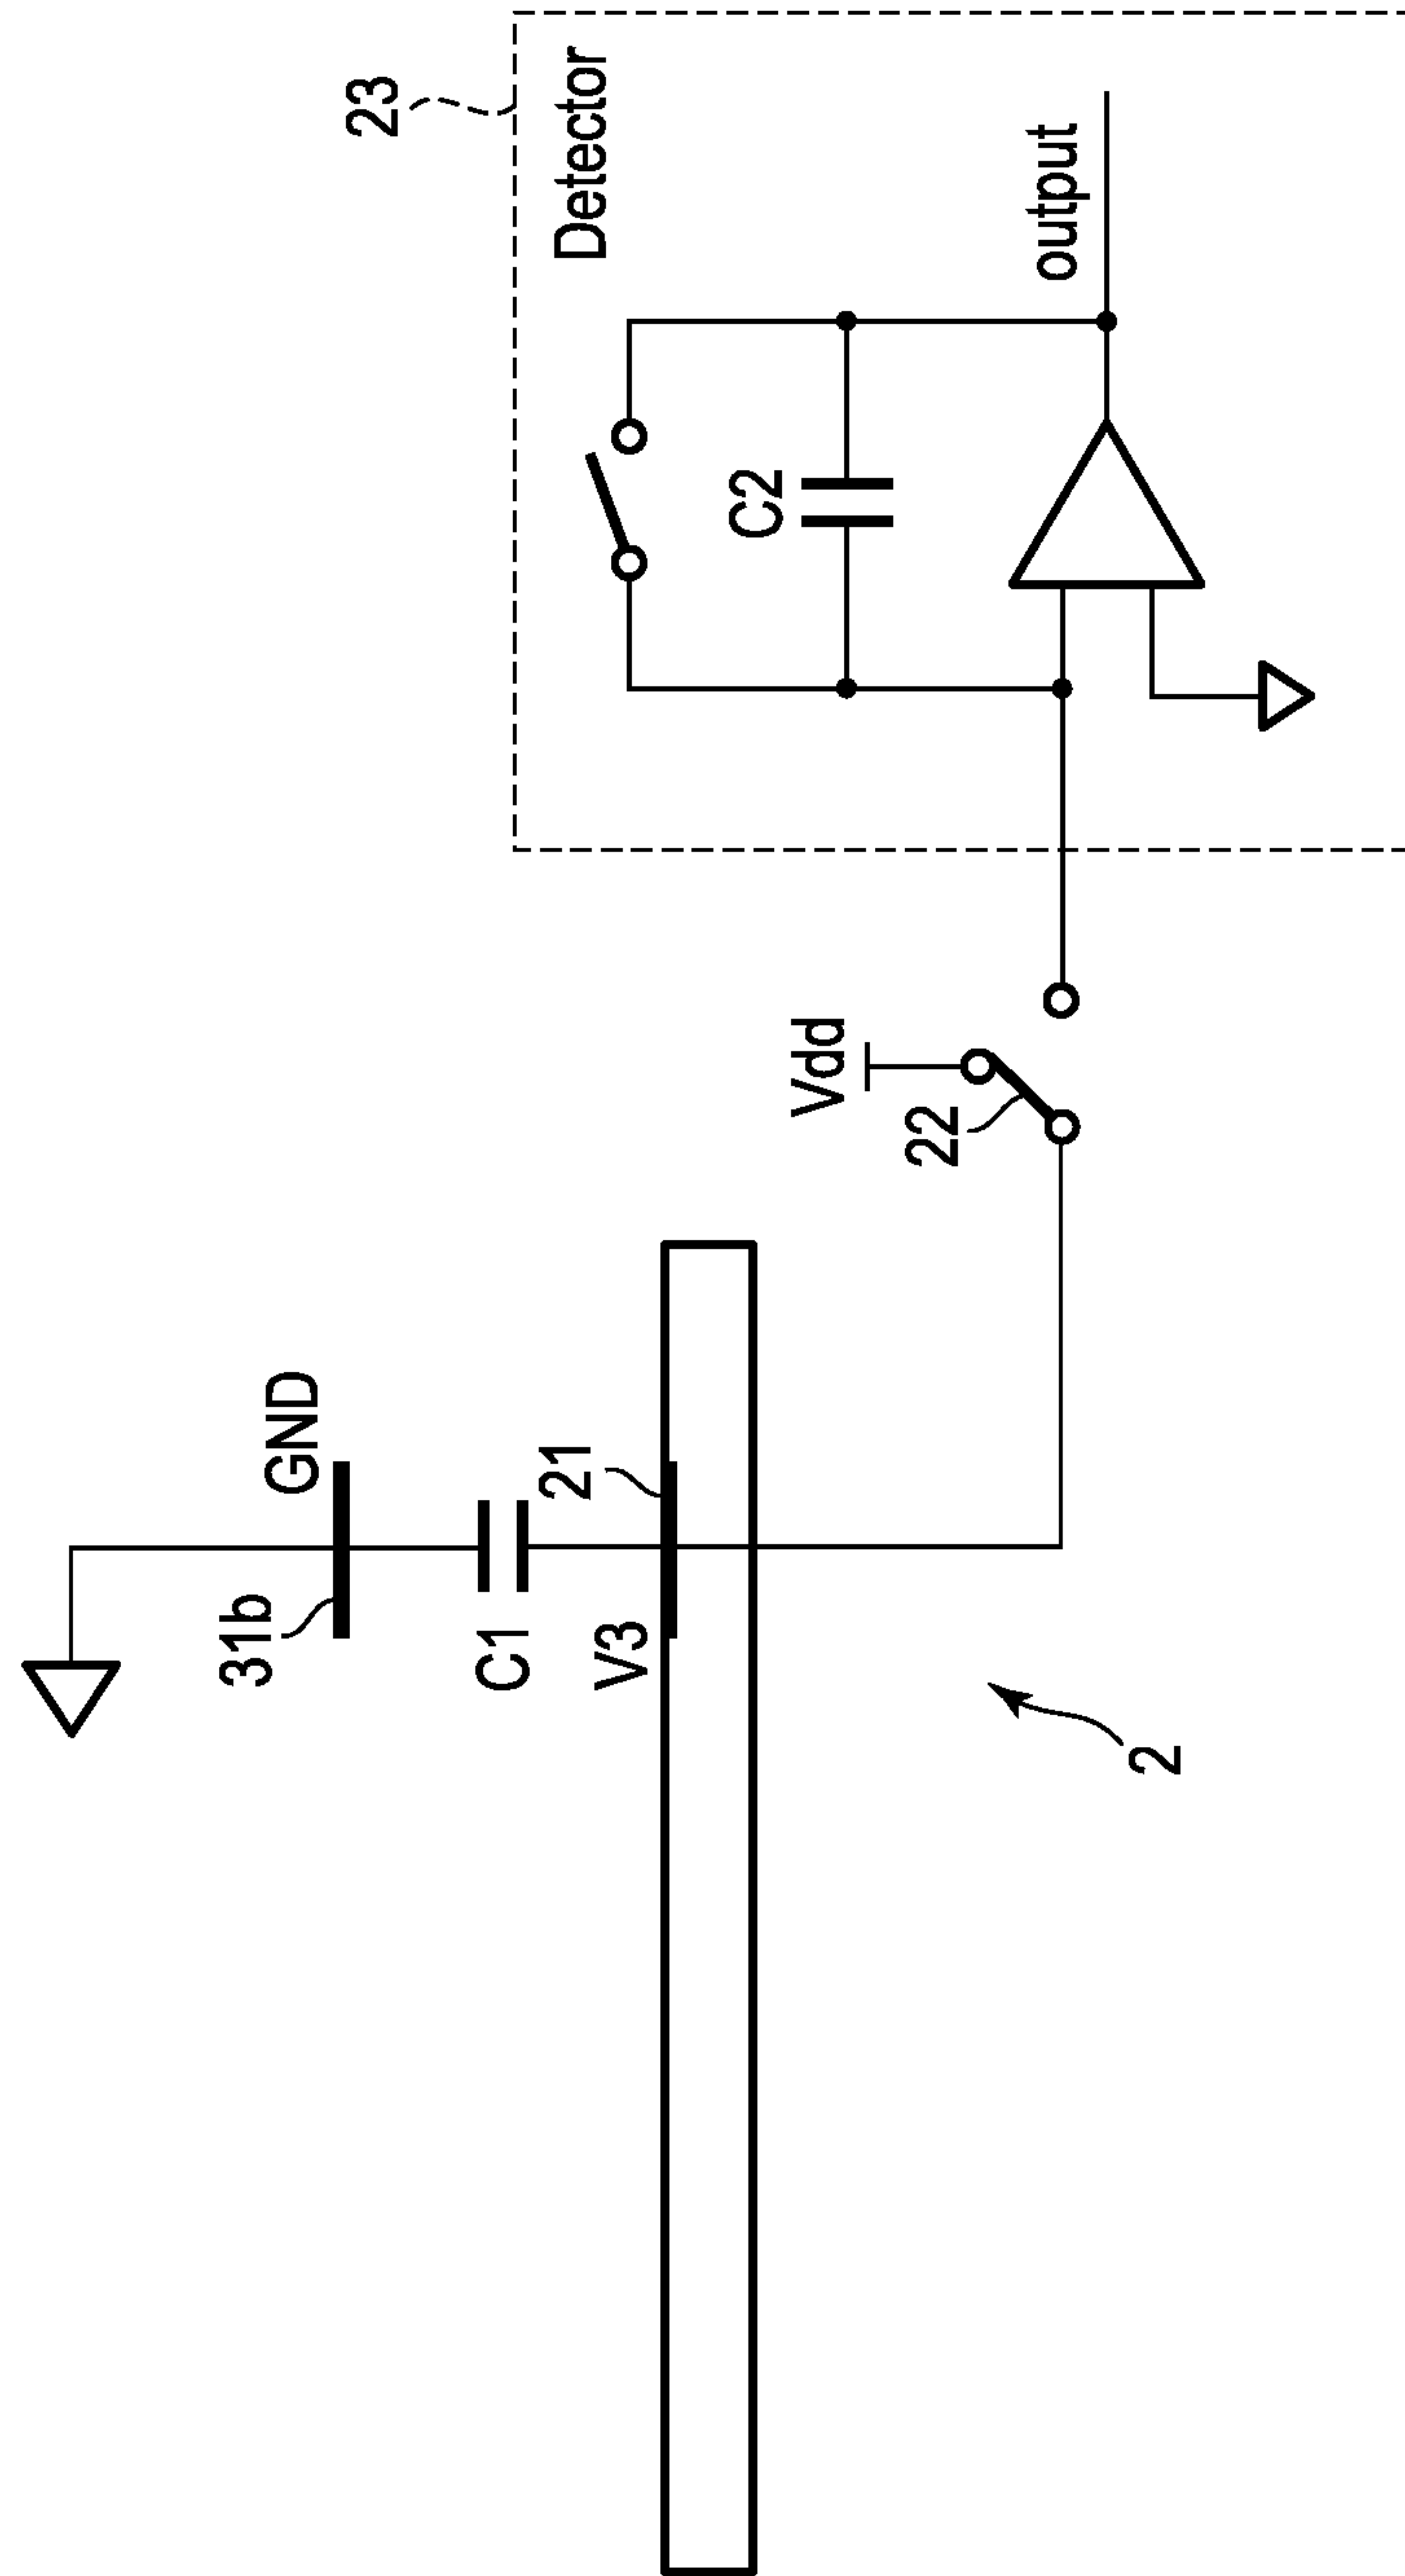 23
Detector
output
C2
Vdd
22
GND
31b
C1
21
V3
2